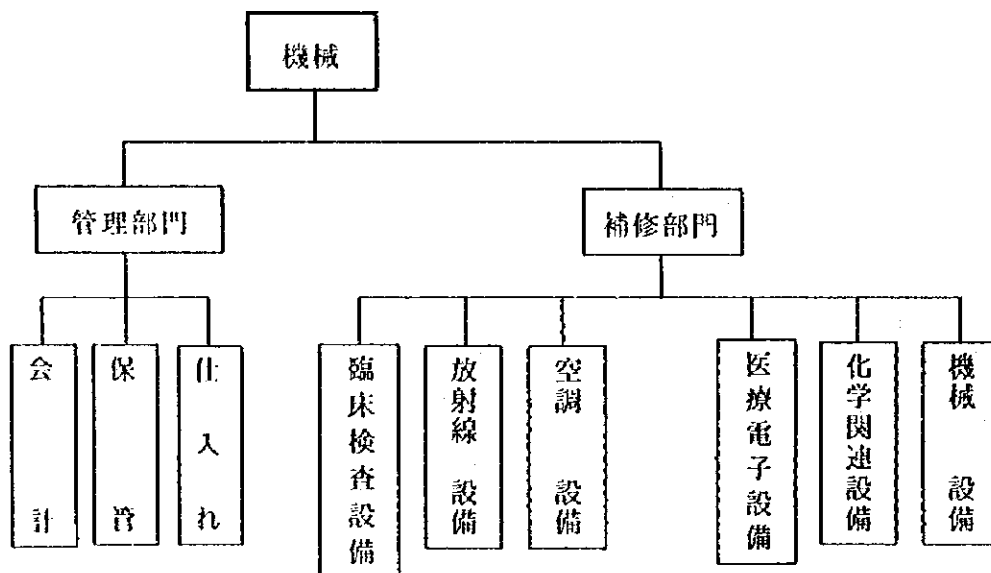 機械
管理部門
補修部門
会計
保管
仕入れ
臨床検査設備
放射線設備
空調設備
医療電子設備
化学関連設備
機械設備